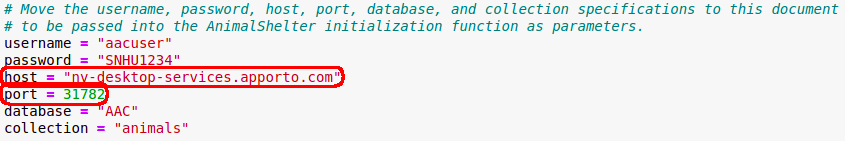 # Move the username, password, host, port, database, and collection specifications to this document
# to be passed into the AnimalShelter initialization function as parameters.
username = "aacuser"
password = "SNHU1234"
host = "nv-desktop-services.apporto.com"
port = 31782
database = "AAC"
collection = "animals"